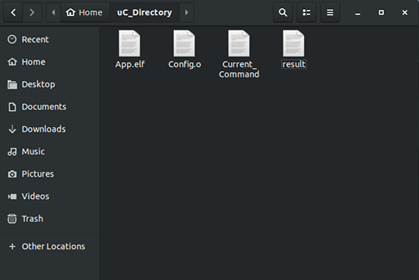 Home uC_Directory
Recent
Home
Desktop
Documents
Downloads
Music
Pictures
Videos
Trash
Other Locations
App.elf Config.o Current_ result
Command